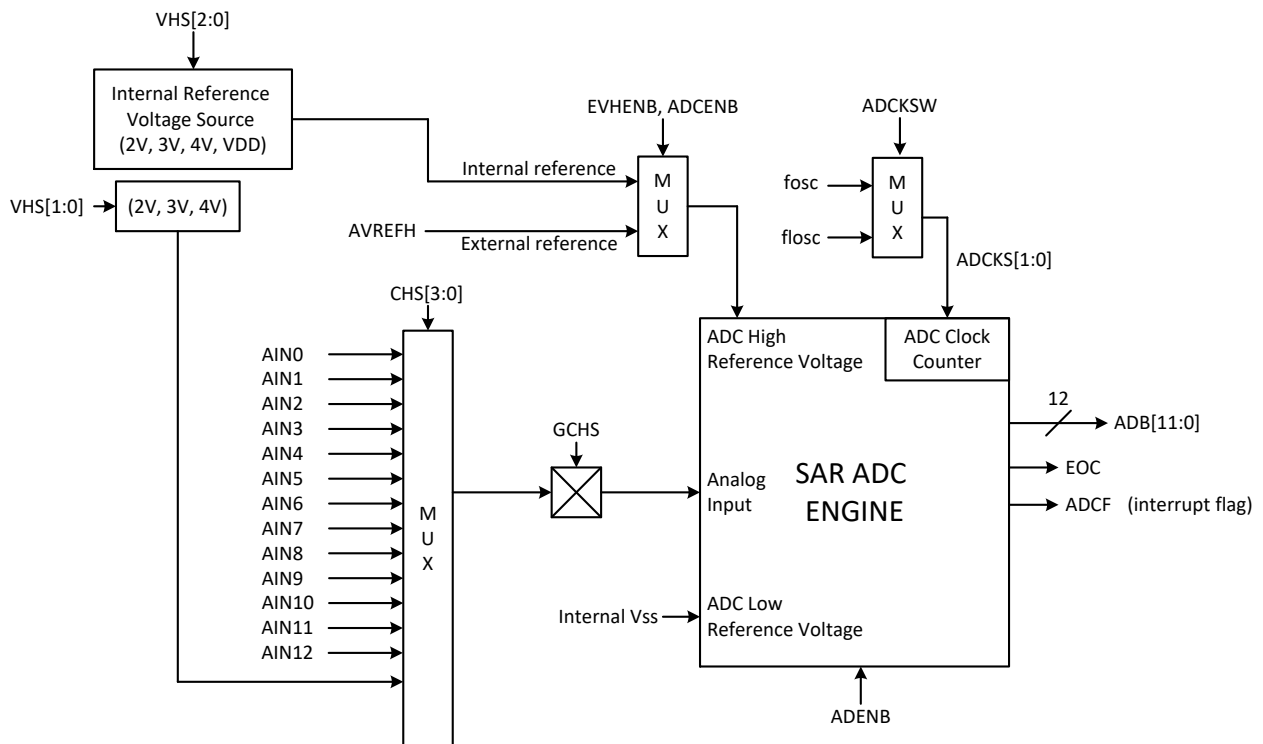 VHS[2:0]
Internal Reference
Voltage Source
(2V, 3V, 4V, VDD)
VHS[1:0]
(2V, 3V, 4V)
EVHENB, ADCENB
Internal reference
AVREFH
External reference
M
U
X
ADCKSW
fosc
flosc
M
U
X
ADCKS[1:0]
CHS[3:0]
AIN0
AIN1
AIN2
AIN3
AIN4
AIN5
AIN6
AIN7
AIN8
AIN9
AIN10
AIN11
AIN12
M
U
X
GCHS
ADC High
Reference Voltage
ADC Clock
Counter
Analog
Input
SAR ADC
ENGINE
Internal Vss
ADC Low
Reference Voltage
12
ADB[11:0]
EOC
ADCF (interrupt flag)
ADENB